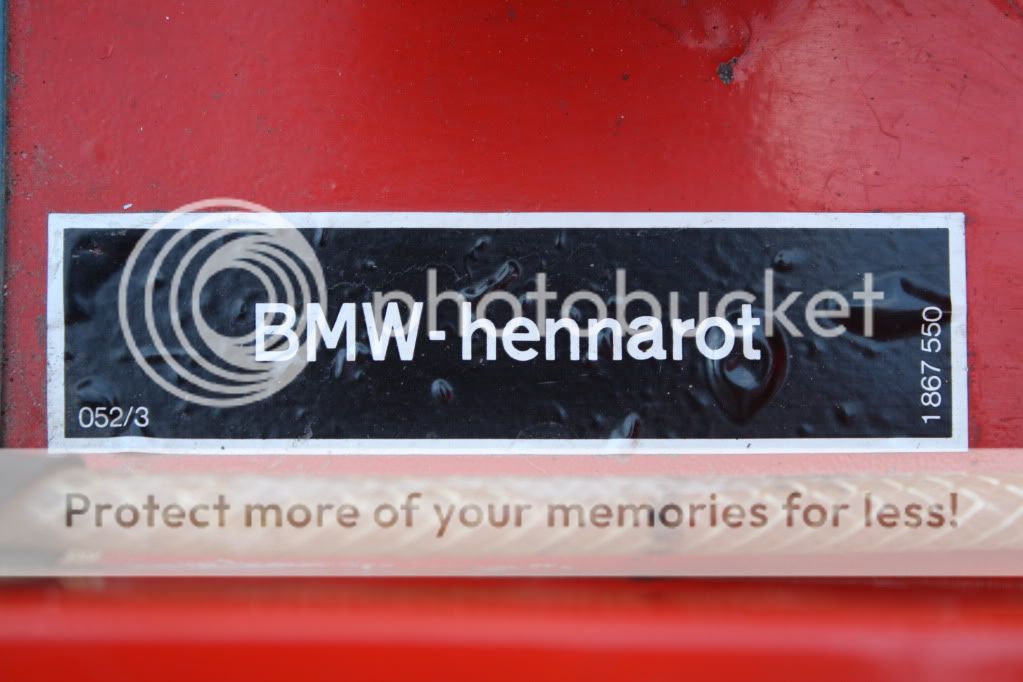 photobucket
BMW-hennarot
052/3
1 867 550
Protect more of your memories for less!